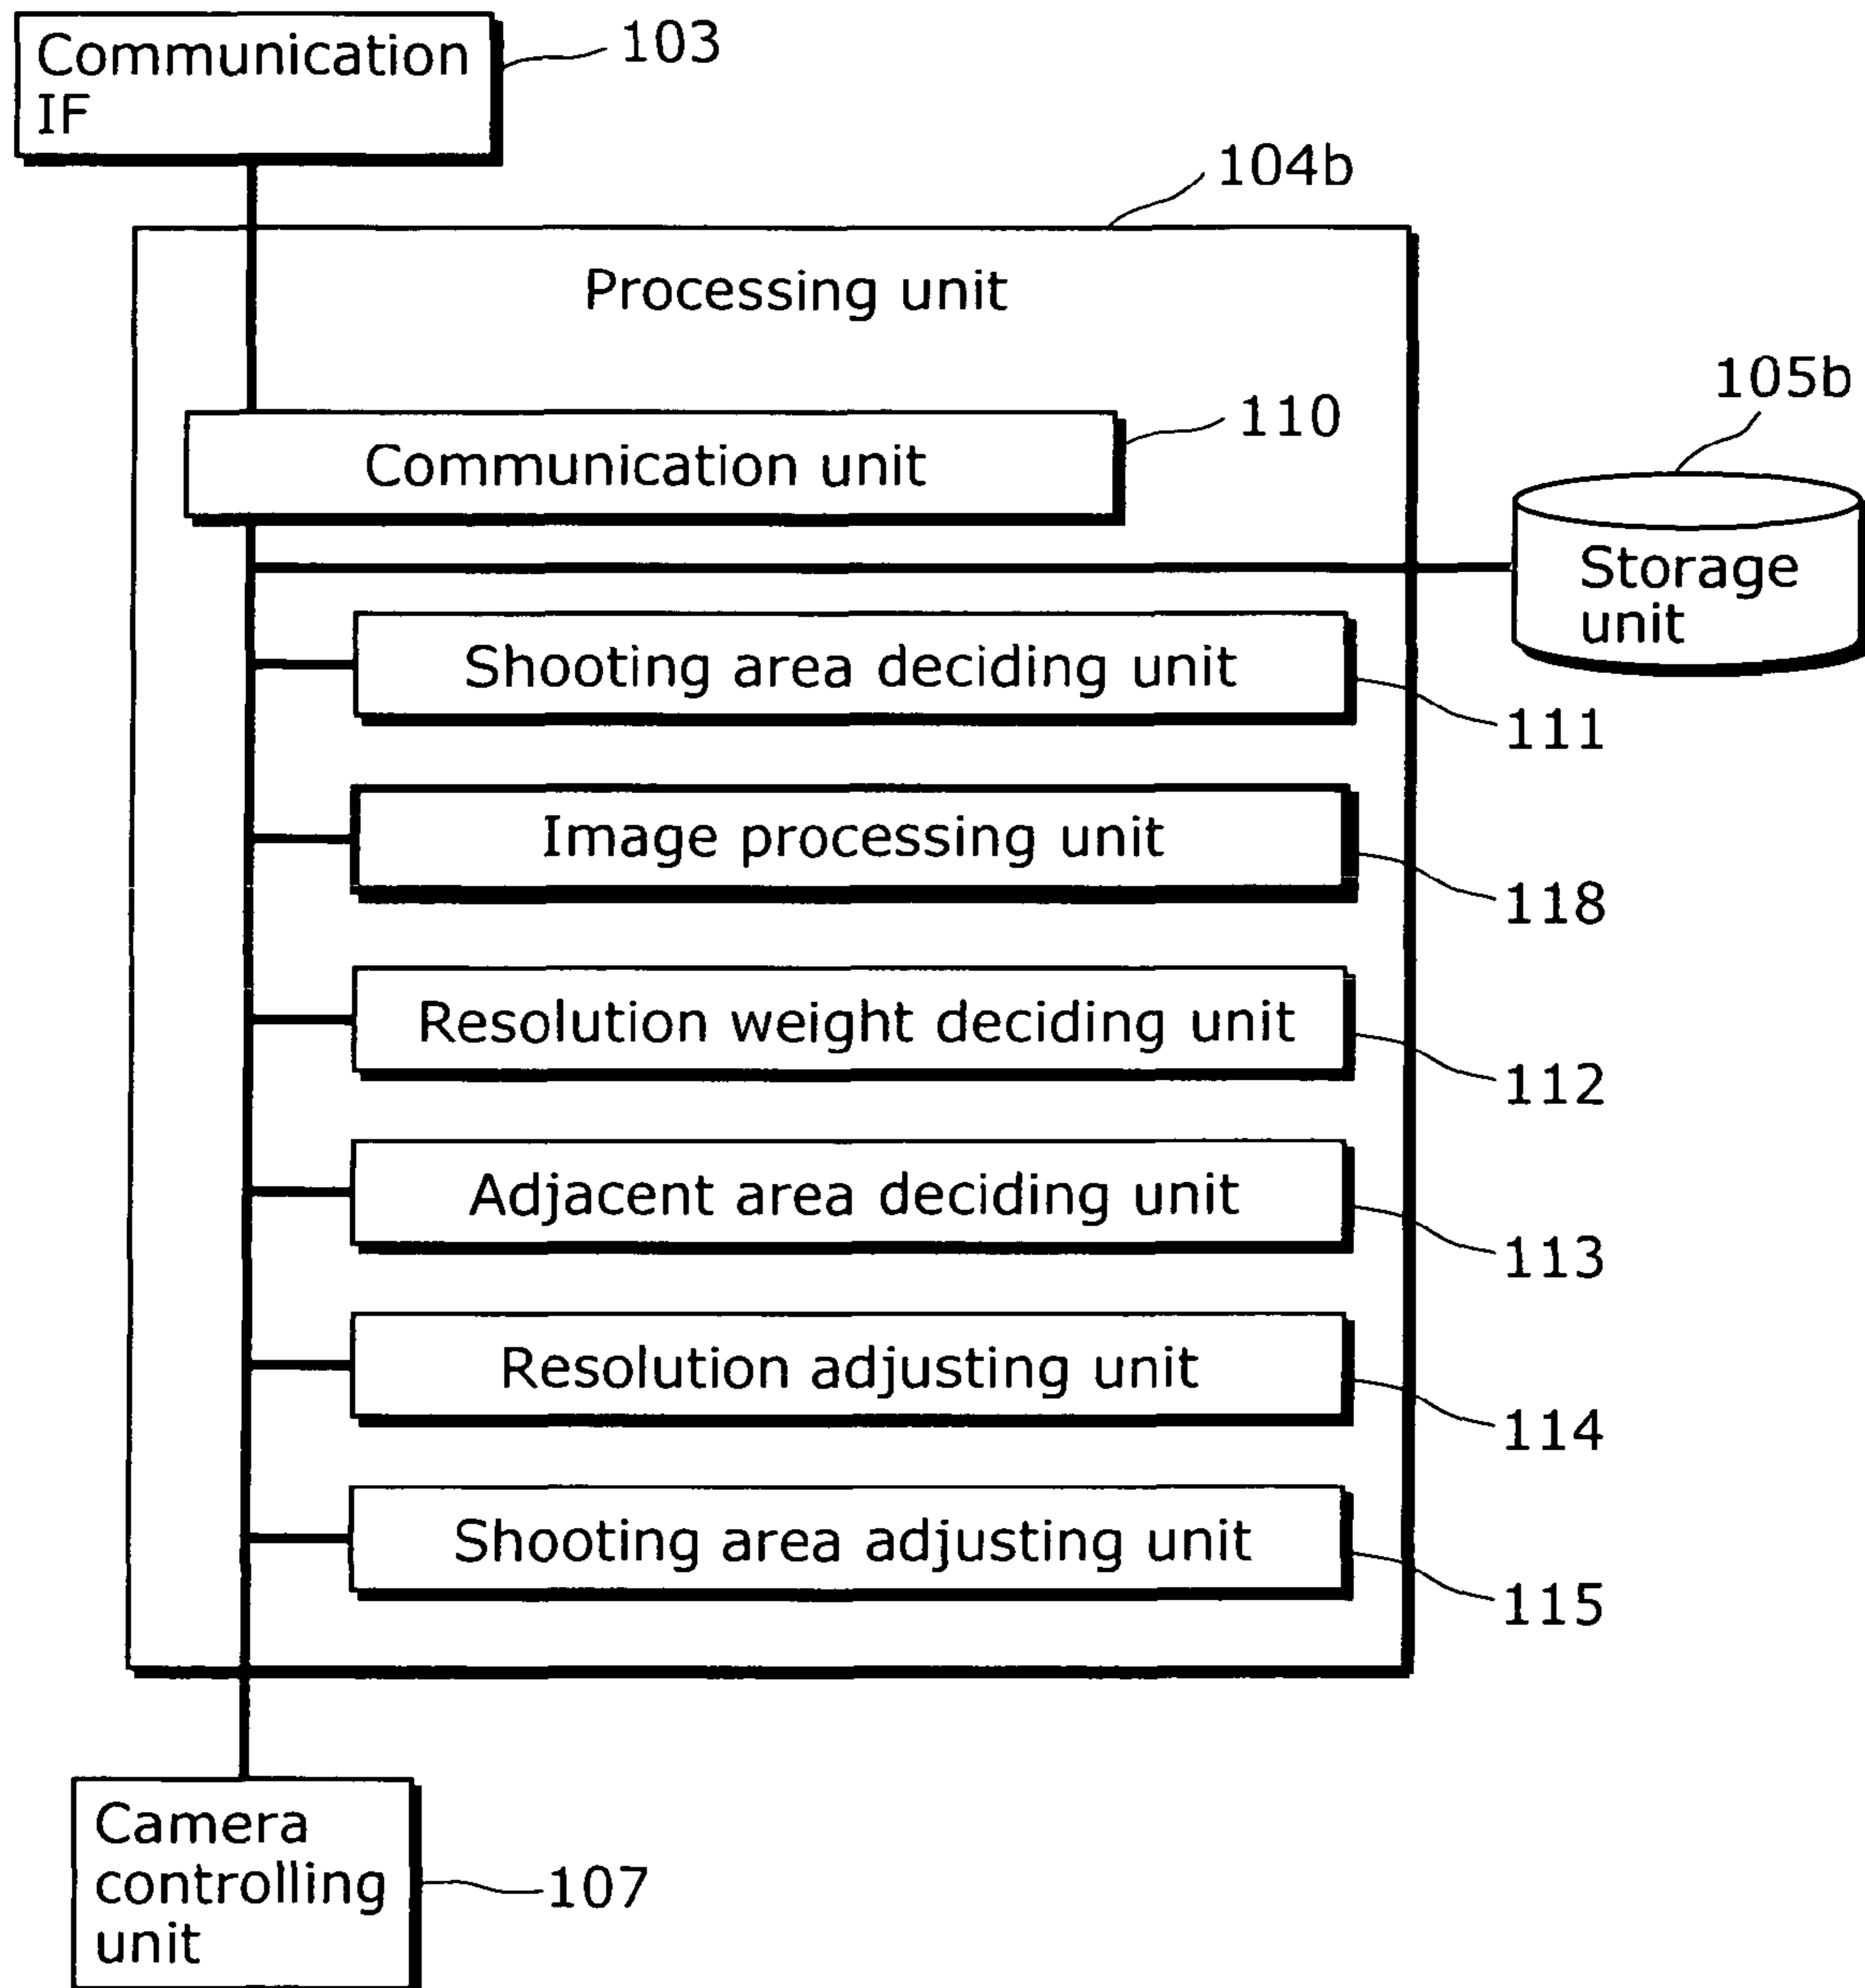 Communication
IF
103
104b
Processing unit
105b
Communication unit
110
Storage
unit
Shooting area deciding unit
111
Image processing unit
118
Resolution weight deciding unit
112
Adjacent area deciding unit
113
Resolution adjusting unit
114
Shooting area adjusting unit
115
Camera
controlling
unit
107